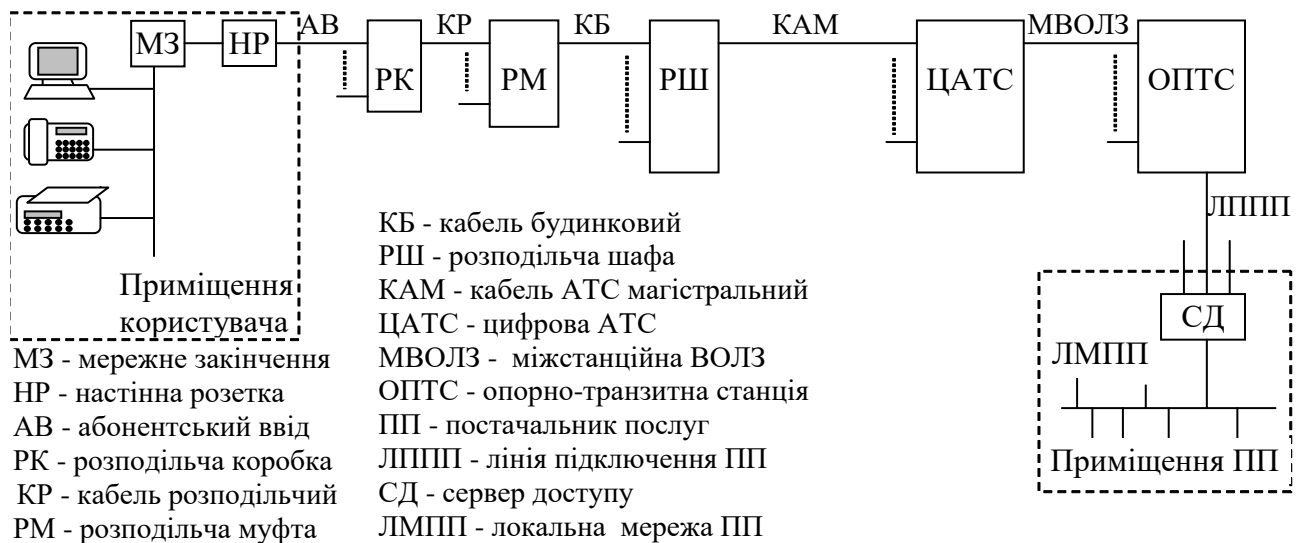 АВ КР КБ КАМ МВОЛЗ
МЗ НР
РК РМ РШ ЦАТС ОПТС
ЛППП
Приміщення
користувача
СД
ЛМПП
Приміщення ПП
МЗ - мережне закінчення
НР - настінна розетка
АВ - абонентський ввід
РК - розподільча коробка
КР - кабель розподільчий
РМ - розподільча муфта
КБ - кабель будинковий
РШ - розподільча шафа
КАМ - кабель АТС магістральний
ЦАТС - цифрова АТС
МВОЛЗ - міжстанційна ВОЛЗ
ОПТС - опорно-транзитна станція
ПП - постачальник послуг
ЛППП - лінія підключення ПП
СД - сервер доступу
ЛМПП - локальна мережа ПП